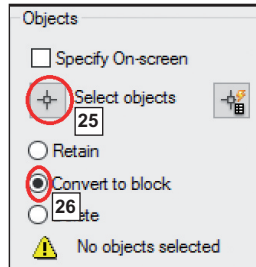 Objects
Specify On-screen
Select objects
25
Retain
Convert to block
26
No objects selected